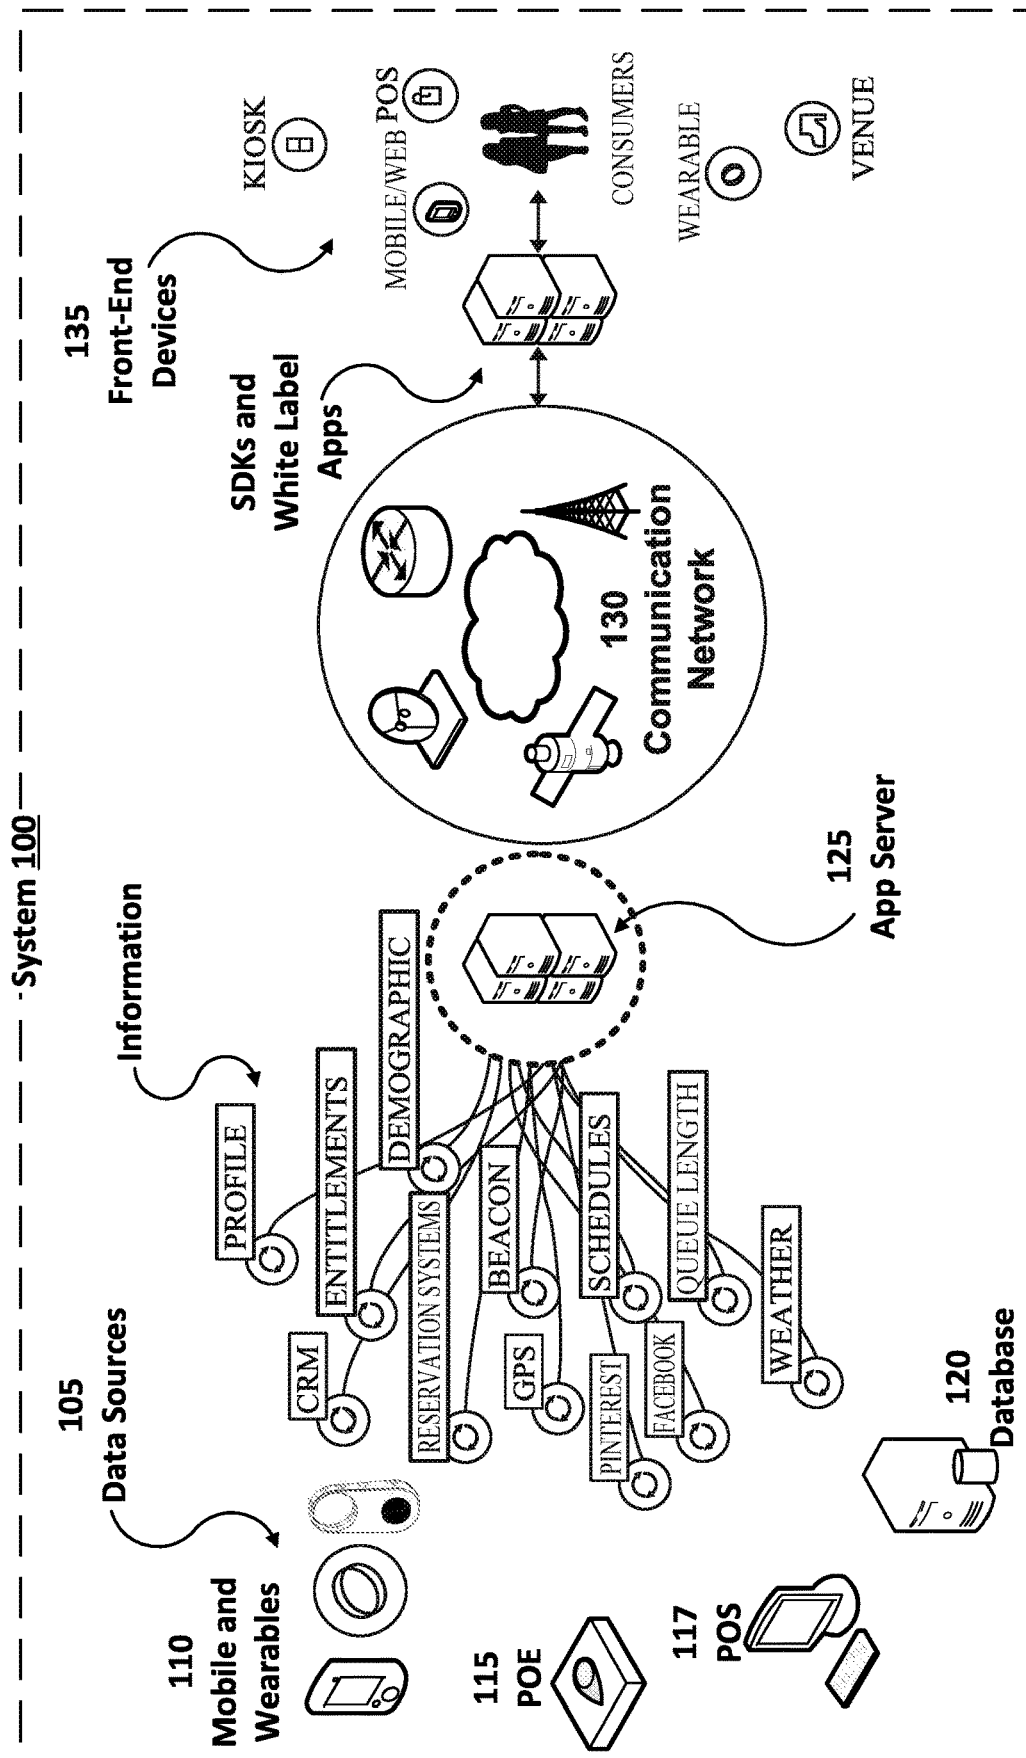 System 100
105
Data Sources
Information
135
Front-End
Devices
110
Mobile and
Wearables
115
POE
117
POS
120
Database
PROFILE
CRM
ENTITLEMENTS
DEMOGRAPHIC
RESERVATION SYSTEMS
BEACON
GPS
PINTEREST
SCHEDULES
FACEBOOK
QUEUE LENGTH
WEATHER
125
App Server
130
Communication
Network
SDKs and
White Label
Apps
KIOSK
MOBILE/WEB
POS
CONSUMERS
WEARABLE
VENUE